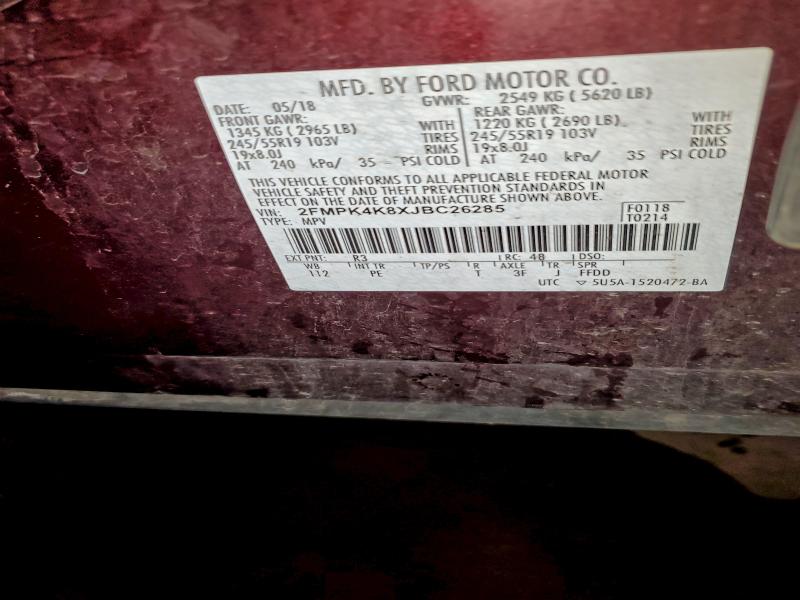 MFD. BY FORD MOTOR CO.
DATE: 05/18 GVWR: 2549 KG ( 5620 LB)
FRONT GAWR: REAR GAWR:
1345 KG ( 2965 LB) WITH 1220 KG ( 2690 LB) WITH
245/55R19 103V TIRES 245/55R19 103V TIRES
19x8.0J RIMS 19x8.0J RIMS
AT 240 kPa/ 35 PSI COLD AT 240 kPa/ 35 PSI COLD
THIS VEHICLE CONFORMS TO ALL APPLICABLE FEDERAL MOTOR
VEHICLE SAFETY AND THEFT PREVENTION STANDARDS IN
EFFECT ON THE DATE OF MANUFACTURE SHOWN ABOVE.
VIN: 2FMPK4K8XJBC26285 F0118
TYPE: MPV T0214
EXT PNT: R3 RC: 48 DSO:
WB INT TR TP/PS R AXLE TR SPR
112 PE T 3F J FFDD
UTC ▽ 5U5A-1520472-BA